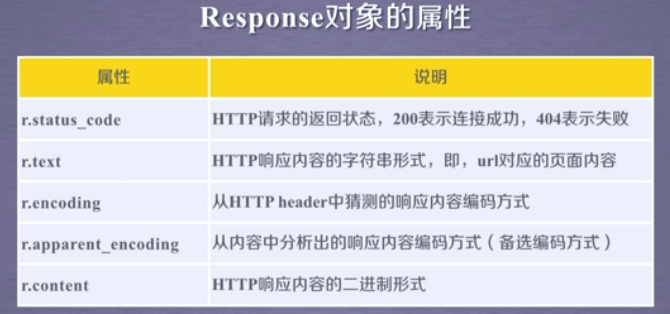 Response对象的属性
属性 说明
r.status_code HTTP请求的返回状态，200表示连接成功，404表示失败
r.text HTTP响应内容的字符串形式，即，url对应的页面内容
r.encoding 从HTTP header中猜测的响应内容编码方式
r.apparent_encoding 从内容中分析出的响应内容编码方式（备选编码方式）
r.content HTTP响应内容的二进制形式